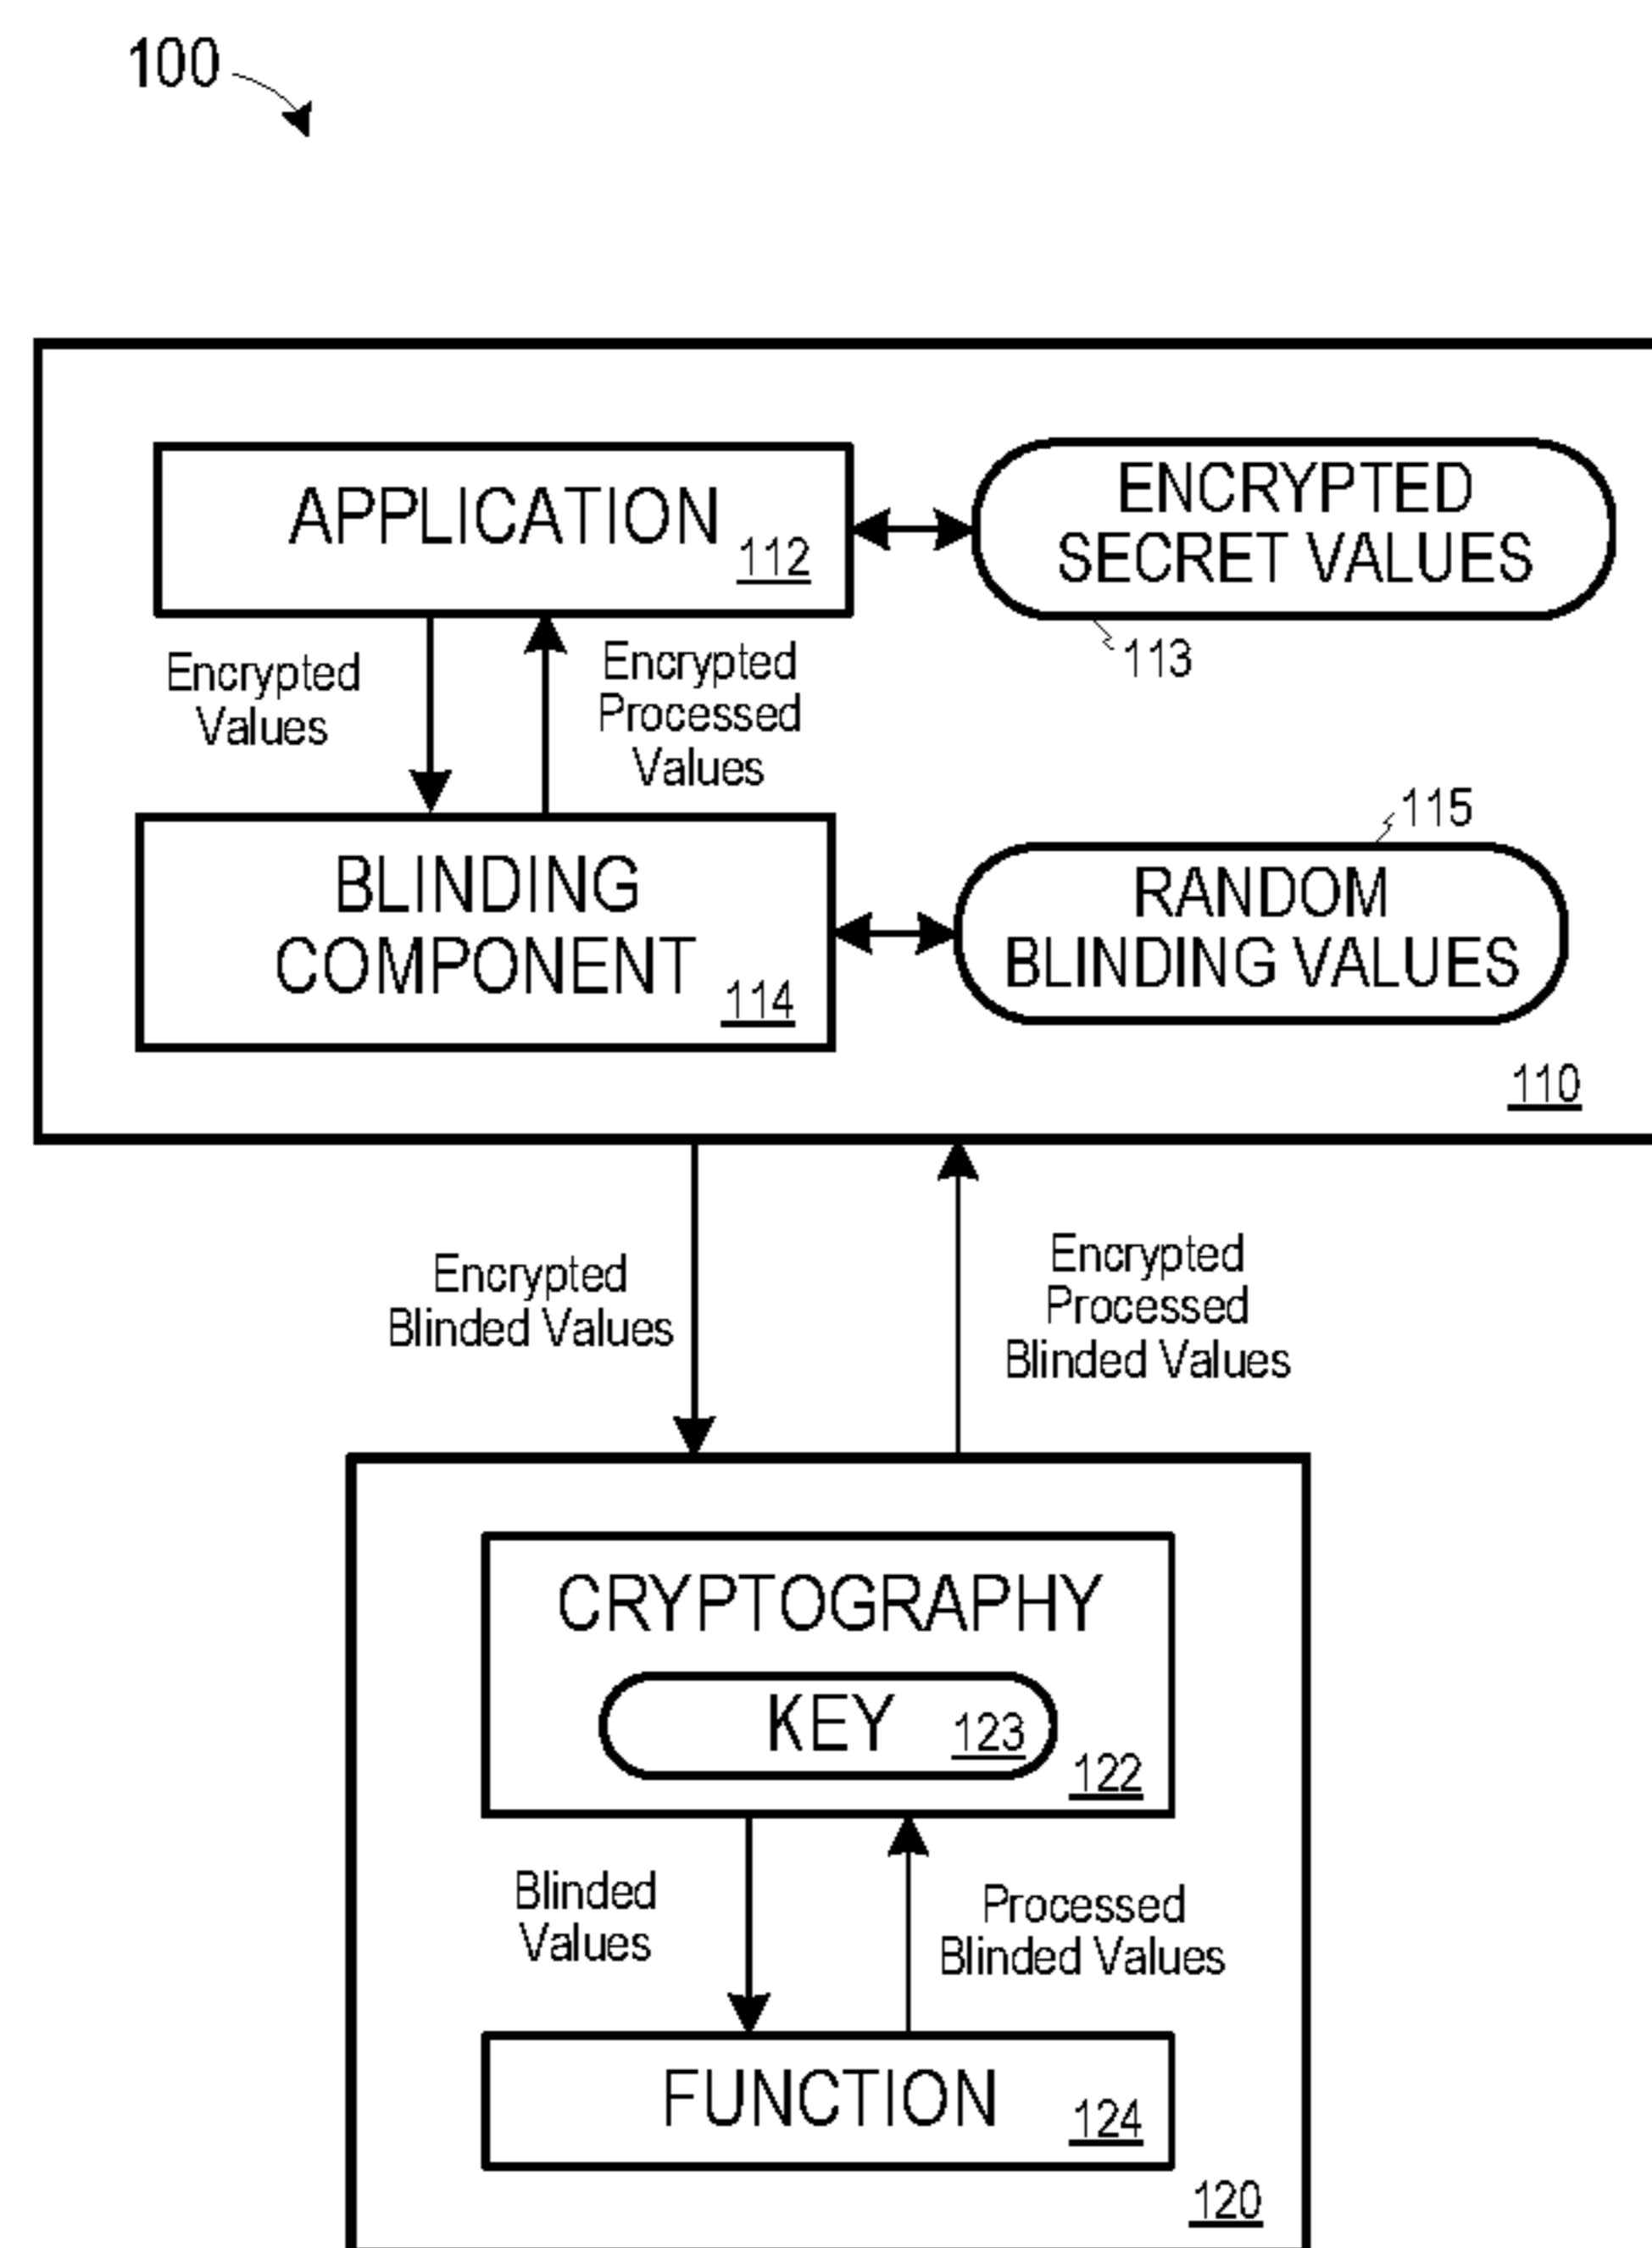 100
APPLICATION
112
ENCRYPTED
SECRET VALUES
113
Encrypted
Values
Encrypted
Processed
Values
BLINDING
COMPONENT
114
115
RANDOM
BLINDING VALUES
110
Encrypted
Blinded Values
Encrypted
Processed
Blinded Values
CRYPTOGRAPHY
KEY
123
122
Blinded
Values
Processed
Blinded Values
FUNCTION
124
120